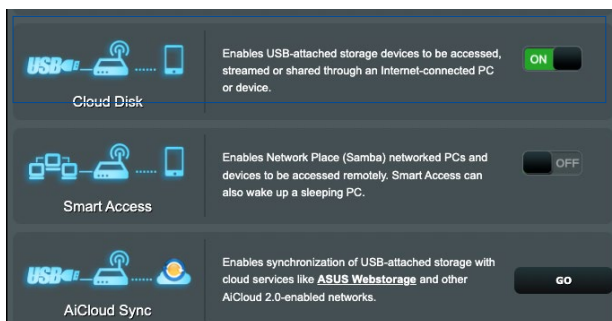 Enables USB-attached storage devices to be accessed,
streamed or shared through an Internet-connected PC
or device.
ON
USB
Cloud Disk
Enables Network Place (Samba) networked PCs and
devices to be accessed remotely. Smart Access can
also wake up a sleeping PC.
OFF
Smart Access
Enables synchronization of USB-attached storage with
cloud services like ASUS Webstorage and other
AiCloud 2.0-enabled networks.
GO
USB
AiCloud Sync